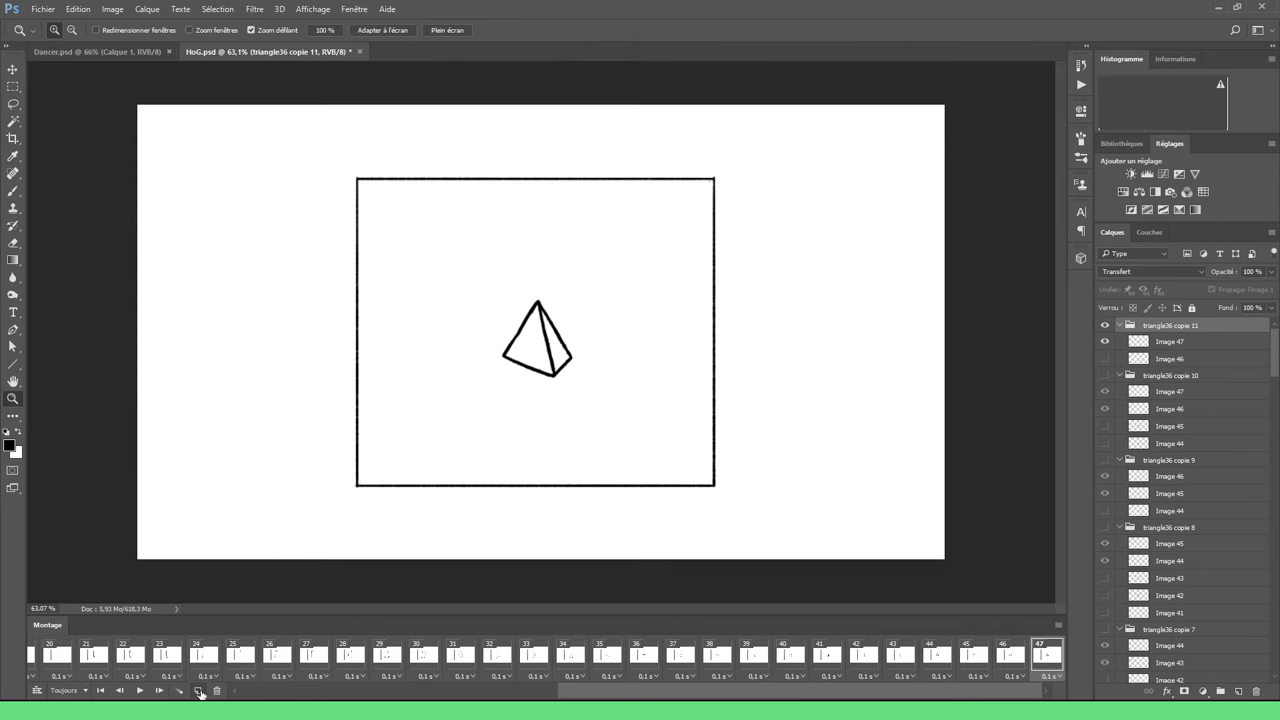 Ps Fichier Edition Image Calque Texte Sélection Filtre 3D Affichage Fenêtre Aide
Redimensionner fenêtres Zoom fenêtres Zoom défilant 100 % Adapter à l'écran Plein écran
Dancer.psd @ 66% (Calque 1, RVB/8) × HoG.psd @ 63,1% (triangle36 copie 11, RVB/8) * ×
Histogramme Informations
Bibliothèques Réglages
Ajouter un réglage
Calques Couches
Type
Transfert Opacité : 100 %
Unifier : Propager l'image 1
Verrou : Fond : 100 %
triangle36 copie 11
Image 47
Image 46
triangle36 copie 10
Image 47
Image 46
Image 45
Image 44
triangle36 copie 9
Image 46
Image 45
Image 44
triangle36 copie 8
Image 45
Image 44
Image 43
Image 42
Image 41
triangle36 copie 7
Image 44
Image 43
Image 42
63,07 % Doc : 5,93 Mo/618,3 Mo
Montage
20 21 22 23 24 25 26 27 28 29 30 31 32 33 34 35 36 37 38 39 40 41 42 43 44 45 46 47
0,1 s 0,1 s 0,1 s 0,1 s 0,1 s 0,1 s 0,1 s 0,1 s 0,1 s 0,1 s 0,1 s 0,1 s 0,1 s 0,1 s 0,1 s 0,1 s 0,1 s 0,1 s 0,1 s 0,1 s 0,1 s 0,1 s 0,1 s 0,1 s 0,1 s 0,1 s 0,1 s 0,1 s
Toujours